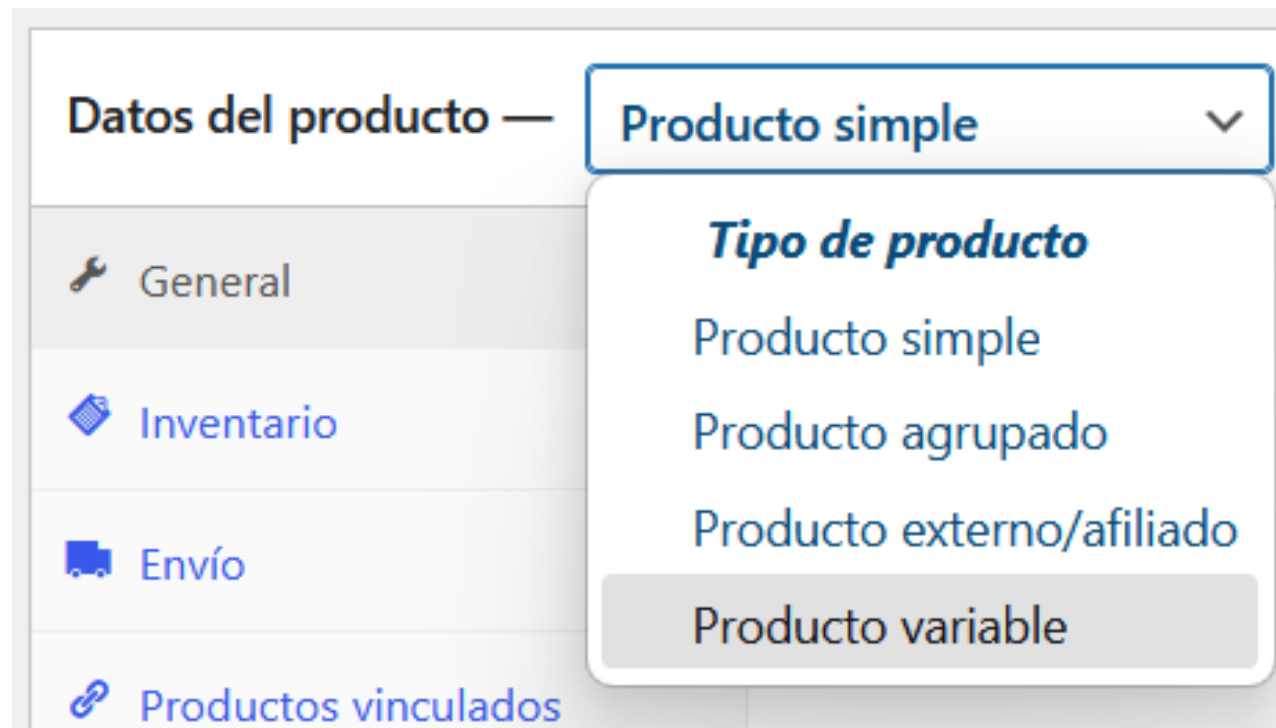 Datos del producto — Producto simple
Tipo de producto
Producto simple
Producto agrupado
Producto externo/afiliado
Producto variable
General
Inventario
Envío
Productos vinculados